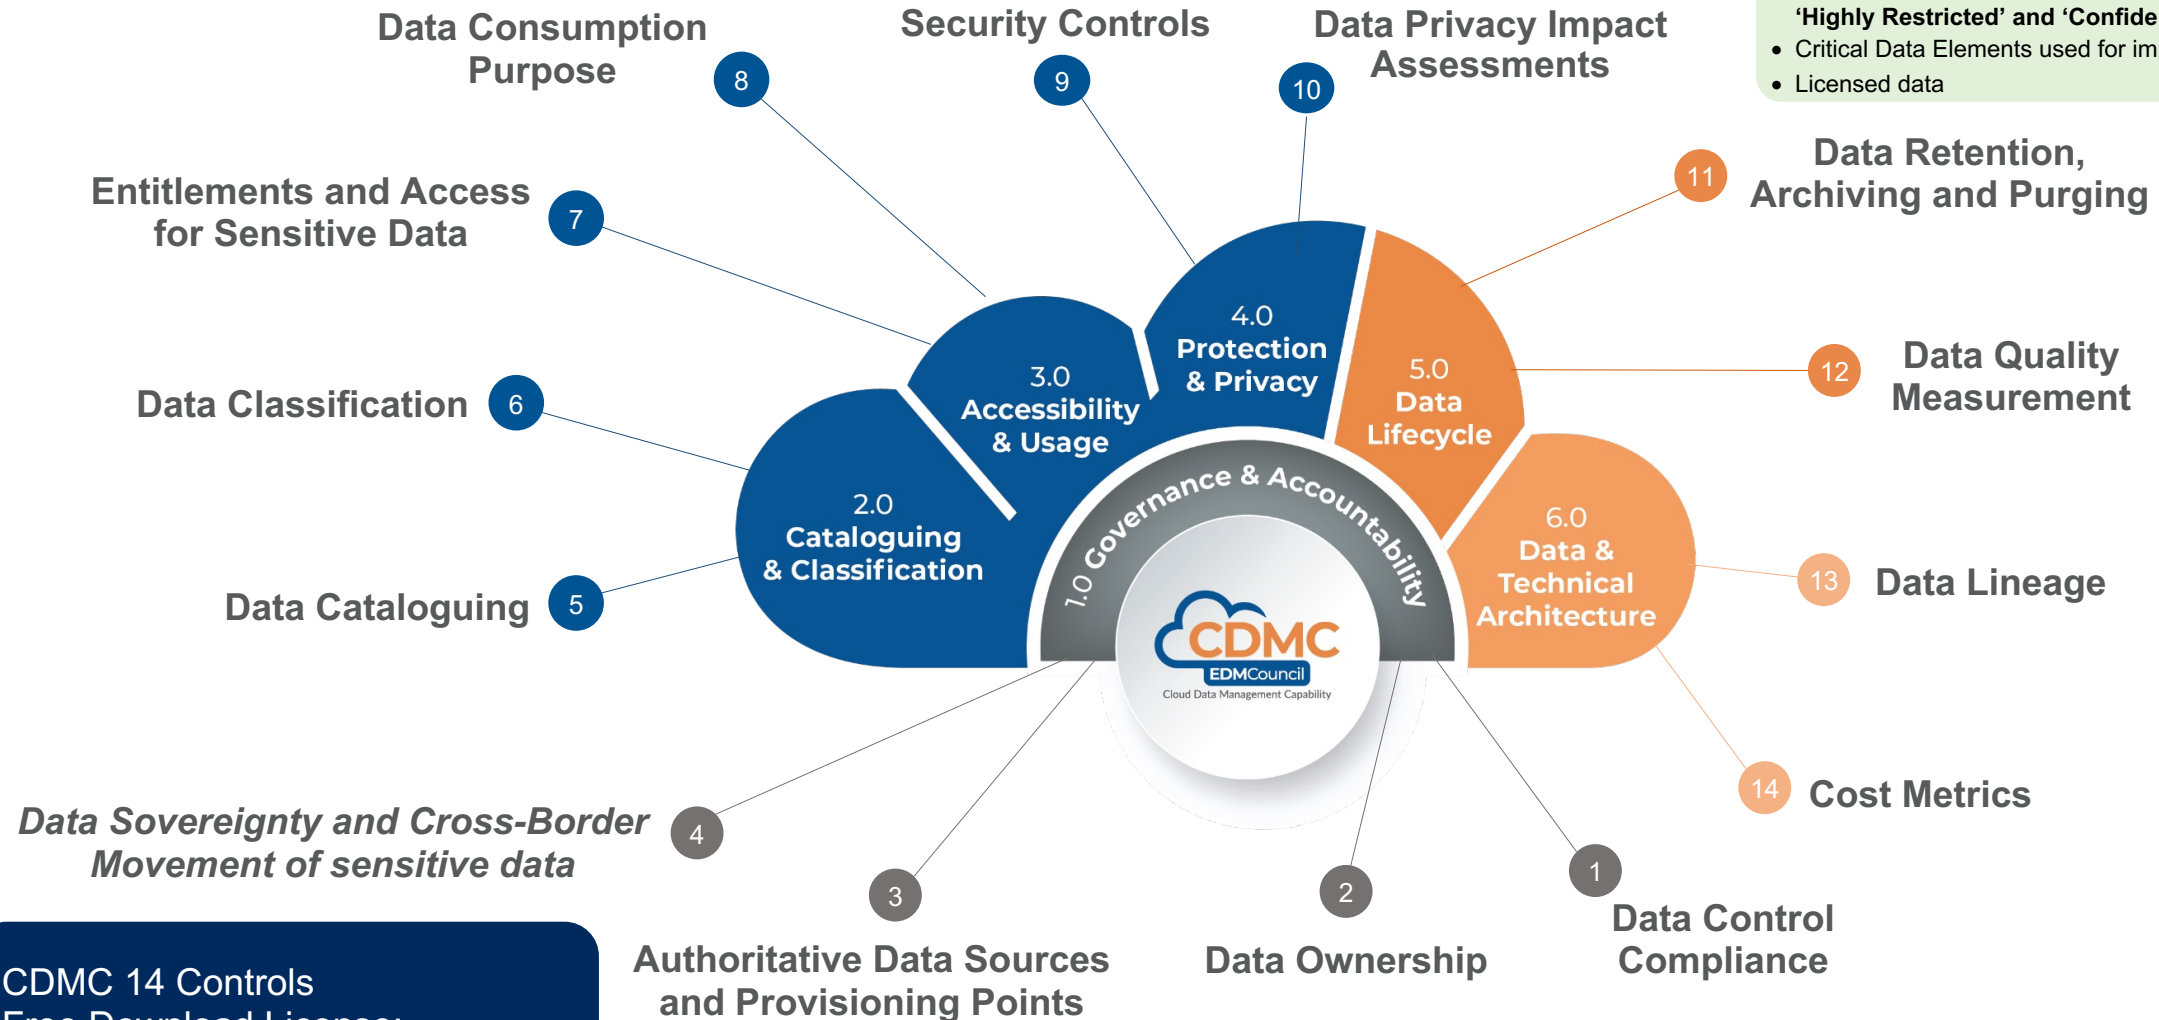 Data Consumption
Purpose
8
Security Controls
9
Data Privacy Impact
Assessments
10
‘Highly Restricted’ and
• Critical Data Elements used for
• Licensed data
Entitlements and Access
for Sensitive Data
7
11
Data Retention,
Archiving and Purging
Data Classification
6
12
Data Quality
Measurement
Data Cataloguing
5
13
Data Lineage
2.0
Cataloguing
& Classification
3.0
Accessibility
& Usage
4.0
Protection
& Privacy
5.0
Data
Lifecycle
6.0
Data &
Technical
Architecture
1.0 Governance & Accountability
CDMC
EDMCouncil
Cloud Data Management Capability
14
Cost Metrics
Data Sovereignty and Cross-Border
Movement of sensitive data
4
3
Authoritative Data Sources
and Provisioning Points
2
Data Ownership
1
Data Control
Compliance
CDMC 14 Controls
Free Download License: